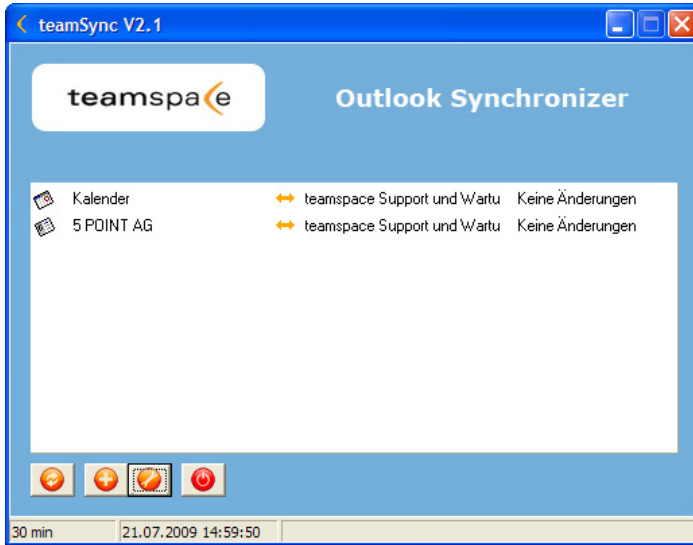 teamSync V2.1
teamspace
Outlook Synchronizer
Kalender teamspace Support und Wartu Keine Änderungen
5 POINT AG teamspace Support und Wartu Keine Änderungen
30 min 21.07.2009 14:59:50